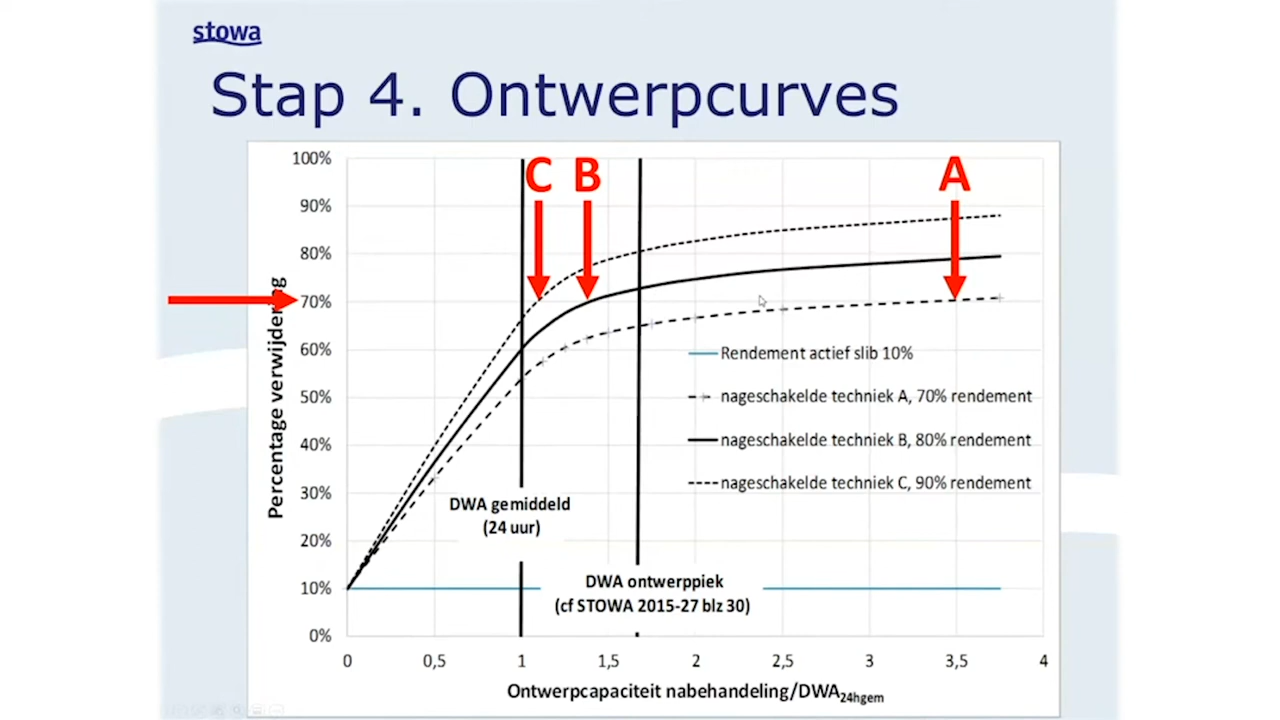 stowa
Stap 4. Ontwerpcurves
100%
90%
80%
70%
60%
50%
40%
30%
20%
10%
0%
Percentage verwijdering
C B A
Rendement actief slib 10%
nageschakelde techniek A, 70% rendement
nageschakelde techniek B, 80% rendement
nageschakelde techniek C, 90% rendement
DWA gemiddeld
(24 uur)
DWA ontwerppiek
(cf STOWA 2015-27 blz 30)
0 0,5 1 1,5 2 2,5 3 3,5 4
Ontwerpcapaciteit nabehandeling/DWA24hgem